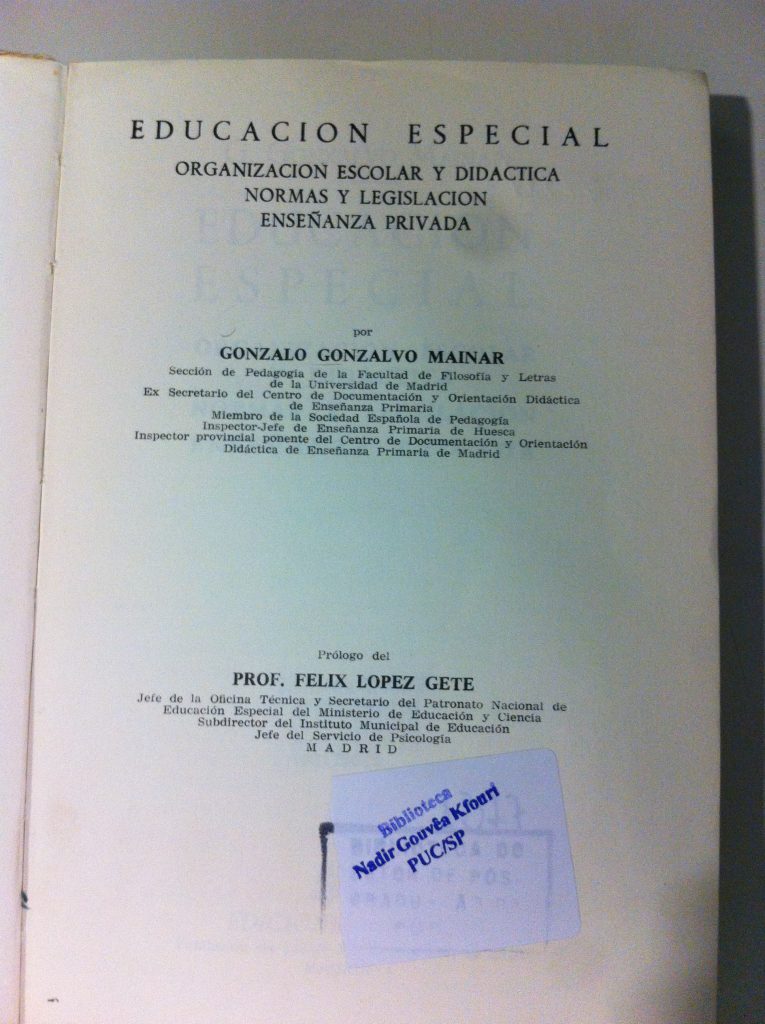 EDUCACION ESPECIAL
ORGANIZACION ESCOLAR Y DIDACTICA
NORMAS Y LEGISLACION
ENSEÑANZA PRIVADA
por
GONZALO GONZALVO MAINAR
Sección de Pedagogía de la Facultad de Filosofía y Letras
de la Universidad de Madrid
Ex Secretario del Centro de Documentación y Orientación Didáctica
de Enseñanza Primaria
Miembro de la Sociedad Española de Pedagogía
Inspector-Jefe de Enseñanza Primaria de Huesca
Inspector provincial ponente del Centro de Documentación y Orientación
Didáctica de Enseñanza Primaria de Madrid
Prólogo del
PROF. FELIX LOPEZ GETE
Jefe de la Oficina Técnica y Secretario del Patronato Nacional de
Educación Especial del Ministerio de Educación y Ciencia
Subdirector del Instituto Municipal de Educación
Jefe del Servicio de Psicología
MADRID
Biblioteca
Nadir Gouvêa Kfouri
PUC/SP